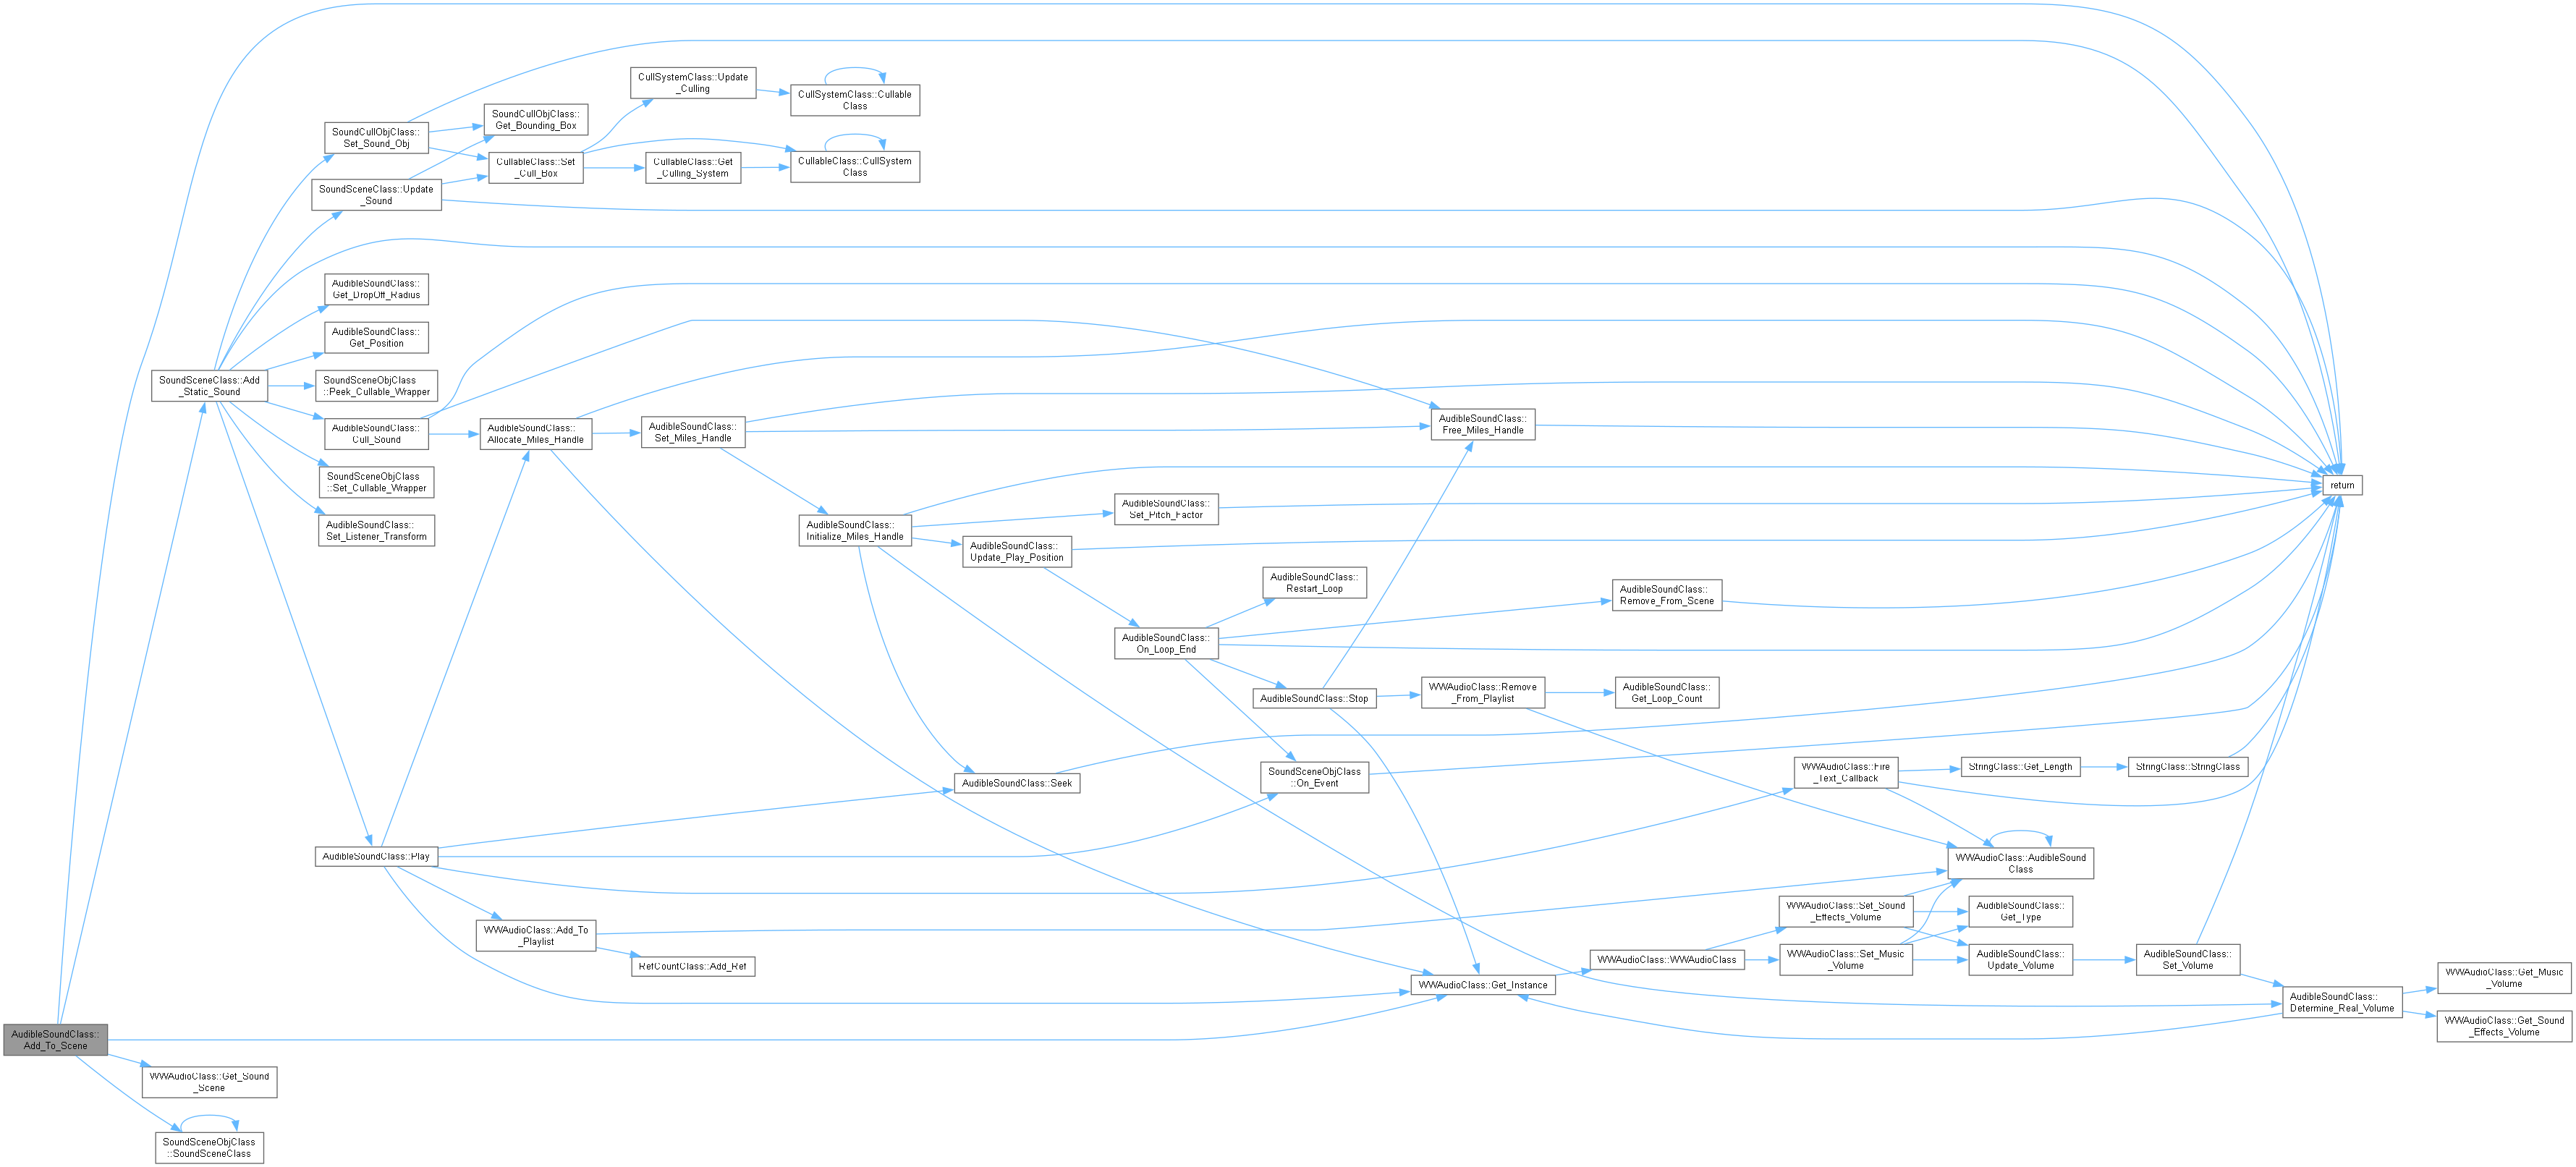 AudibleSoundClass::
Add_To_Scene
SoundSceneClass::Add
_Static_Sound
WWAudioClass::Get_Sound
_Scene
SoundSceneObjClass
::SoundSceneClass
SoundCullObjClass::
Set_Sound_Obj
SoundSceneClass::Update
_Sound
AudibleSoundClass::
Get_DropOff_Radius
AudibleSoundClass::
Get_Position
SoundSceneObjClass
::Peek_Cullable_Wrapper
AudibleSoundClass::
Cull_Sound
SoundSceneObjClass
::Set_Cullable_Wrapper
AudibleSoundClass::
Set_Listener_Transform
AudibleSoundClass::Play
SoundCullObjClass::
Get_Bounding_Box
CullableClass::Set
_Cull_Box
AudibleSoundClass::
Allocate_Miles_Handle
WWAudioClass::Add_To
_Playlist
CullSystemClass::Update
_Culling
CullableClass::Get
_Culling_System
AudibleSoundClass::
Set_Miles_Handle
RefCountClass::Add_Ref
CullSystemClass::Cullable
Class
CullableClass::CullSystem
Class
AudibleSoundClass::
Initialize_Miles_Handle
AudibleSoundClass::
Update_Play_Position
AudibleSoundClass::Seek
AudibleSoundClass::
Set_Pitch_Factor
AudibleSoundClass::
On_Loop_End
AudibleSoundClass::
Restart_Loop
AudibleSoundClass::Stop
SoundSceneObjClass
::On_Event
AudibleSoundClass::
Free_Miles_Handle
WWAudioClass::Remove
_From_Playlist
WWAudioClass::Get_Instance
AudibleSoundClass::
Remove_From_Scene
AudibleSoundClass::
Get_Loop_Count
WWAudioClass::WWAudioClass
WWAudioClass::Fire
_Text_Callback
WWAudioClass::Set_Sound
_Effects_Volume
WWAudioClass::Set_Music
_Volume
StringClass::Get_Length
WWAudioClass::AudibleSound
Class
AudibleSoundClass::
Get_Type
AudibleSoundClass::
Update_Volume
StringClass::StringClass
AudibleSoundClass::
Set_Volume
return
AudibleSoundClass::
Determine_Real_Volume
WWAudioClass::Get_Music
_Volume
WWAudioClass::Get_Sound
_Effects_Volume